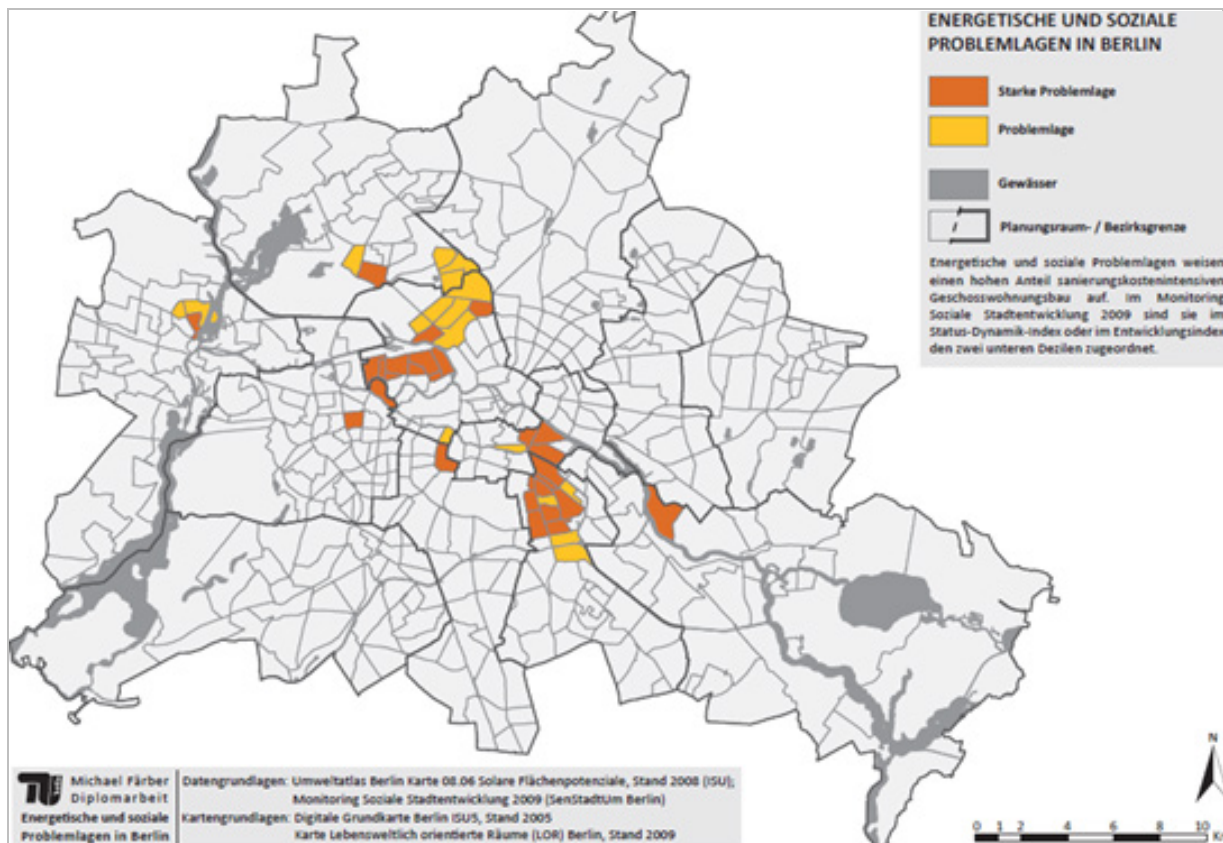 ENERGETISCHE UND SOZIALE
PROBLEMLAGEN IN BERLIN
Starke Problemlage
Problemlage
Gewässer
Planungsraum- / Bezirksgrenze
Energetische und soziale Problemlagen weisen
einen hohen Anteil sanierungskostenintensiven
Geschosswohnungsbau auf. Im Monitoring
Soziale Stadtentwicklung 2009 sind sie im
Status-Dynamik-Index oder im Entwicklungsindex
den zwei unteren Dezilen zugeordnet.
N
0 1 2 4 6 8 10
Michael Färber
Diplomarbeit
Energetische und soziale
Problemlagen in Berlin
Datengrundlagen: Umweltatlas Berlin Karte 08.06 Solare Flächenpotenziale, Stand 2008 (ISU);
Monitoring Soziale Stadtentwicklung 2009 (SenStadtUm Berlin)
Kartengrundlagen: Digitale Grundkarte Berlin ISU5, Stand 2005
Karte Lebensweltlich orientierte Räume (LOR) Berlin, Stand 2009